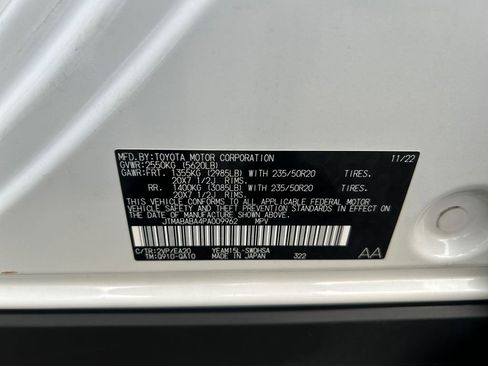 MFD.BY:TOYOTA MOTOR CORPORATION 11/22
GVWR:2550KG (5620LB)
GAWR:FRT. 1355KG (2985LB) WITH 235/50R20 TIRES,
20X7 1/2J RIMS.
RR. 1400KG (3085LB) WITH 235/50R20 TIRES,
20X7 1/2J RIMS.
THIS VEHICLE CONFORMS TO ALL APPLICABLE FEDERAL MOTOR
VEHICLE SAFETY STANDARDS IN EFFECT ON THE DATE OF
MANUFACTURE SHOWN ABOVE.
JTMABABA4PA009962 MPV
C/TR:2VP/EA20 YEAM15L-SWDHSA
TM:Q910-QA10 MADE IN JAPAN 322 AA